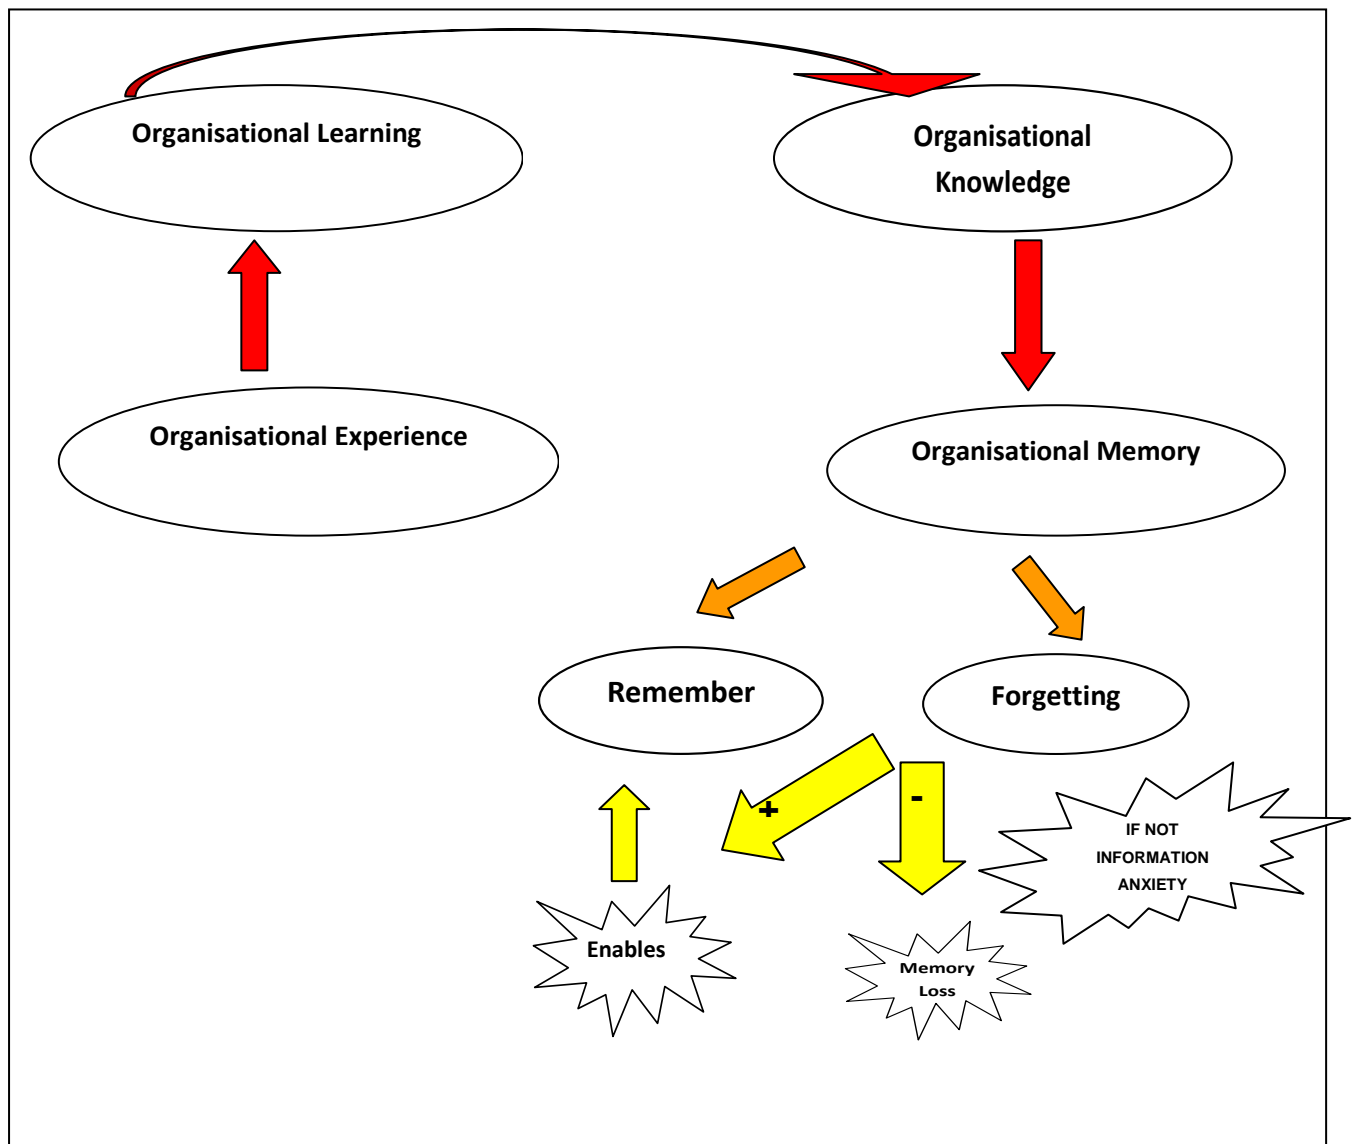 Organisational Learning
Organisational
Knowledge
Organisational Experience
Organisational Memory
Remember
Forgetting
+
-
IF NOT
INFORMATION
ANXIETY
Enables
Memory
Loss